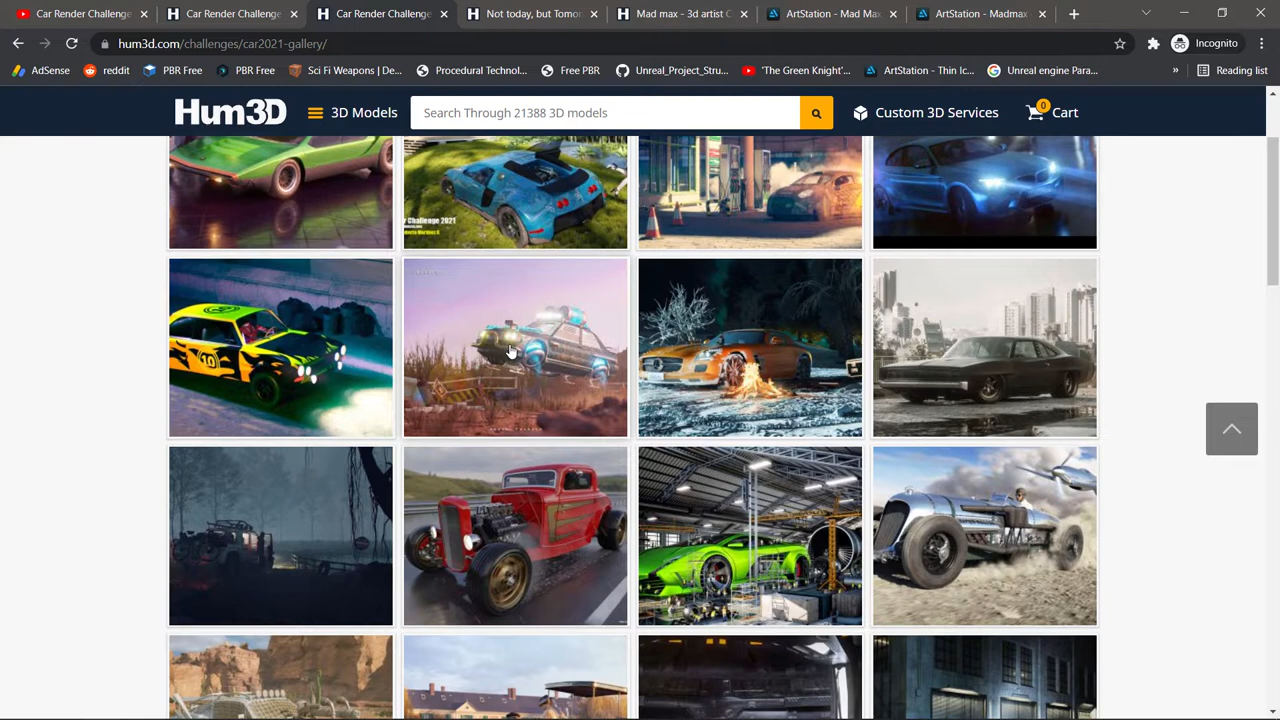 Car Render Challenge
Car Render Challenge
Car Render Challenge
Not today, but Tomor
Mad max - 3d artist C
ArtStation - Mad Max
ArtStation - Madmax
hum3d.com/challenges/car2021-gallery/
Incognito
AdSense
reddit
PBR Free
PBR Free
Sci Fi Weapons | De...
Procedural Technol...
Free PBR
Unreal_Project_Stru...
'The Green Knight'...
ArtStation - Thin Ic...
Unreal engine Para...
»
Reading list
Hum3D
3D Models
Search Through 21388 3D models
Custom 3D Services
0
Cart
Challenge 2021
10